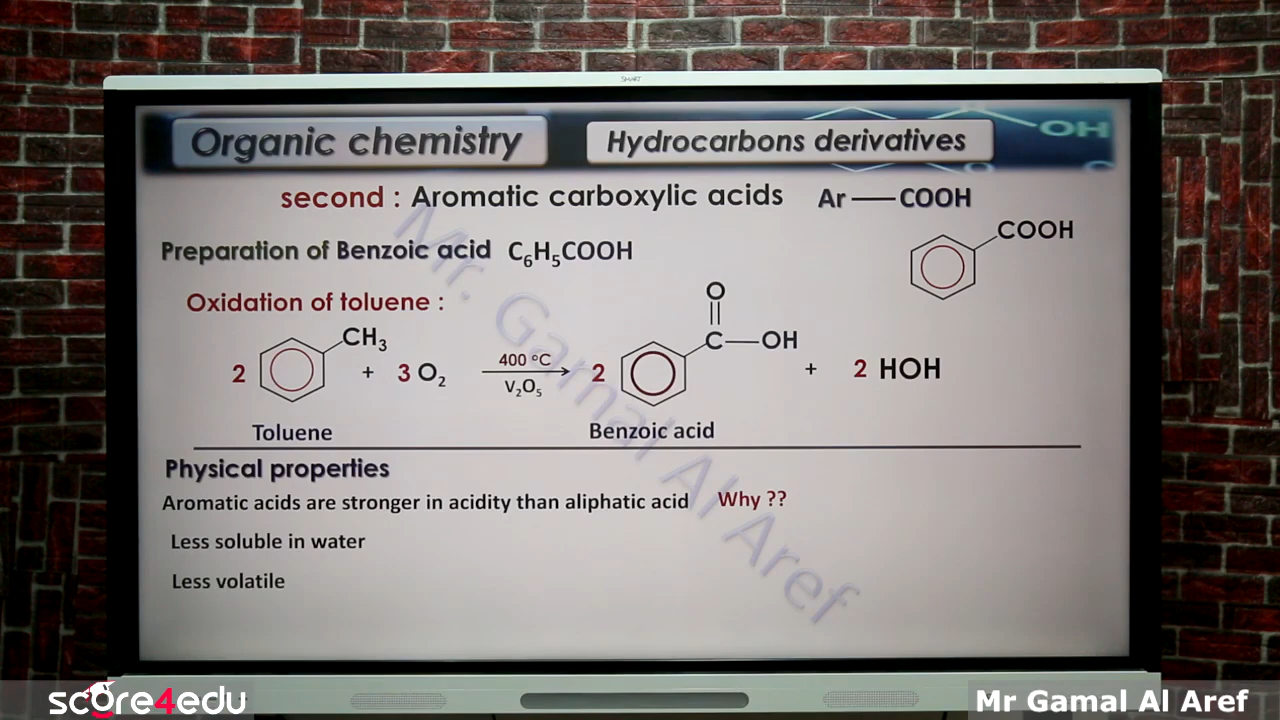 SMART
Organic chemistry
Hydrocarbons derivatives
OH
O
second : Aromatic carboxylic acids Ar — COOH
COOH
Preparation of Benzoic acid C₆H₅COOH
Oxidation of toluene :
O
CH₃
C—OH
2 + 3 O₂ 400 °C V₂O₅ 2 + 2 HOH
Toluene
Benzoic acid
Physical properties
Aromatic acids are stronger in acidity than aliphatic acid Why ??
Less soluble in water
Less volatile
Mr. Gamal Al Aref
score4edu
Mr Gamal Al Aref